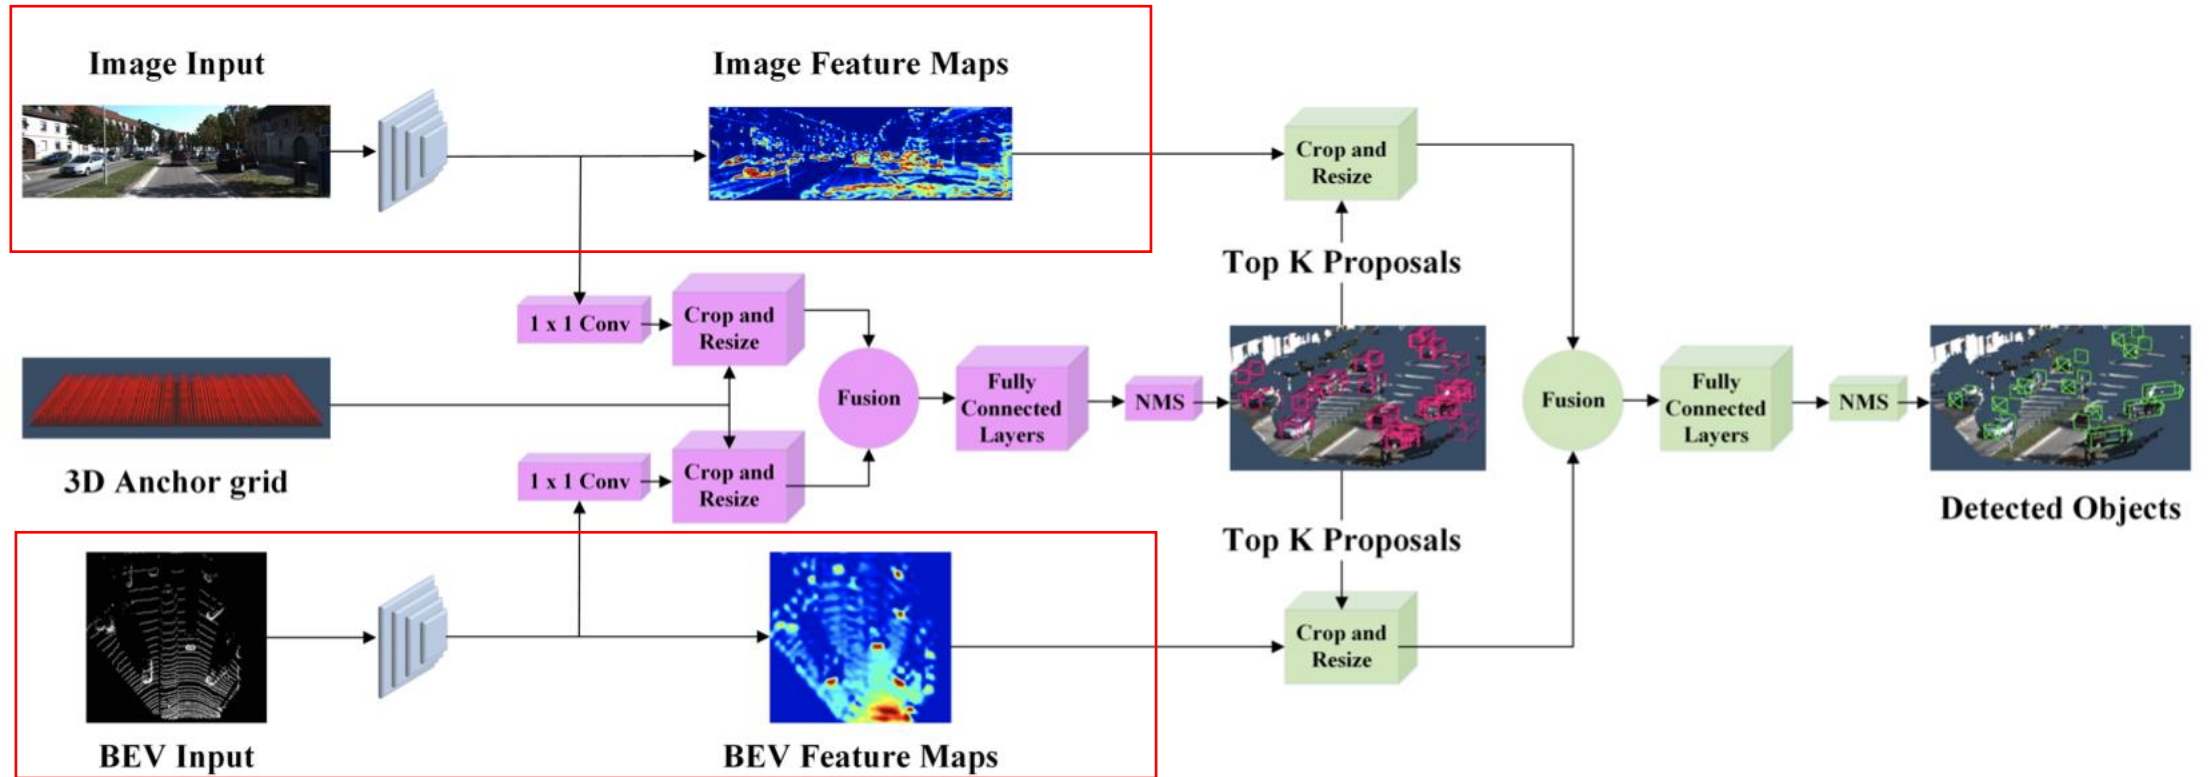 Image Input
Image Feature Maps
Crop and
Resize
Top K Proposals
1 x 1 Conv
Crop and
Resize
Fusion
Fully
Connected
Layers
NMS
Fusion
Fully
Connected
Layers
NMS
3D Anchor grid
1 x 1 Conv
Crop and
Resize
Detected Objects
Top K Proposals
Crop and
Resize
BEV Input
BEV Feature Maps